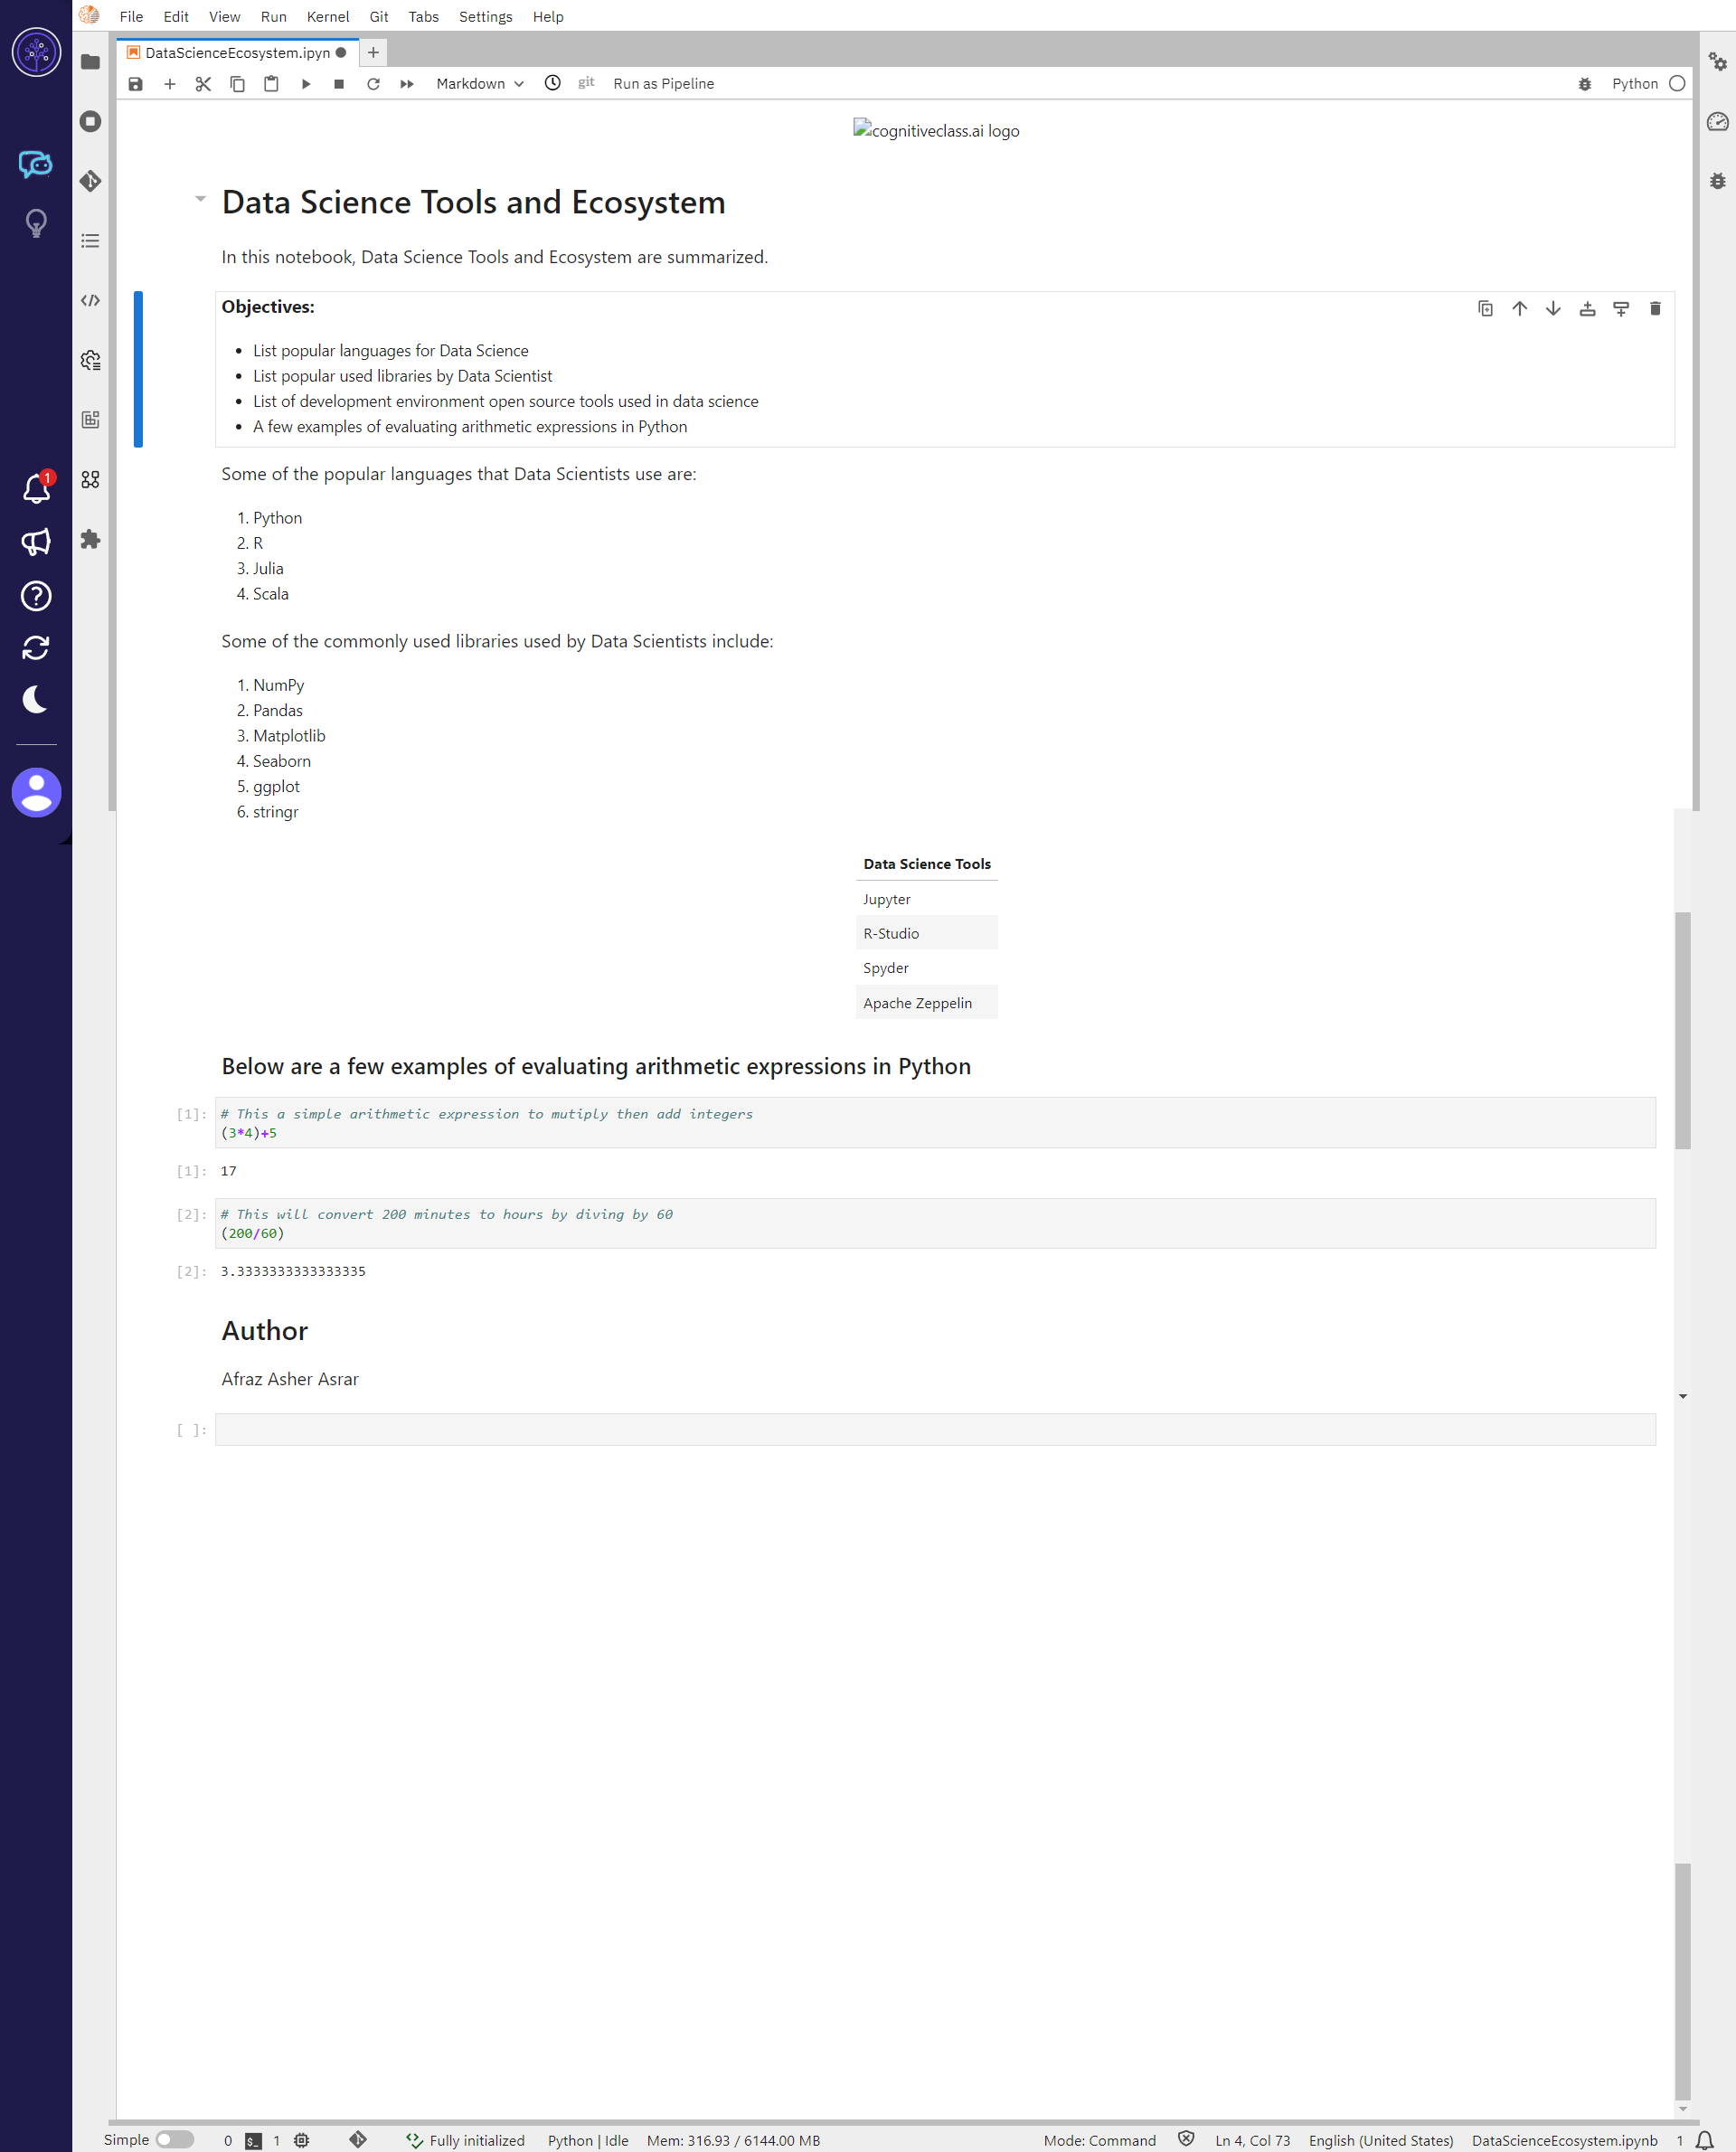 File Edit View Run Kernel Git Tabs Settings Help
DataScienceEcosystem.ipyn
Markdown git Run as Pipeline Python
cognitiveclass.ai logo
Data Science Tools and Ecosystem
In this notebook, Data Science Tools and Ecosystem are summarized.
Objectives:
• List popular languages for Data Science
• List popular used libraries by Data Scientist
• List of development environment open source tools used in data science
• A few examples of evaluating arithmetic expressions in Python
1
Some of the popular languages that Data Scientists use are:
1. Python
2. R
3. Julia
4. Scala
Some of the commonly used libraries used by Data Scientists include:
1. NumPy
2. Pandas
3. Matplotlib
4. Seaborn
5. ggplot
6. stringr
Data Science Tools
Jupyter
R-Studio
Spyder
Apache Zeppelin
Below are a few examples of evaluating arithmetic expressions in Python
[1]: # This a simple arithmetic expression to mutiply then add integers
(3*4)+5
[1]: 17
[2]: # This will convert 200 minutes to hours by diving by 60
(200/60)
[2]: 3.3333333333333335
Author
Afraz Asher Asrar
[ ]:
Simple 0 $_ 1 Fully initialized Python | Idle Mem: 316.93 / 6144.00 MB Mode: Command Ln 4, Col 73 English (United States) DataScienceEcosystem.ipynb 1